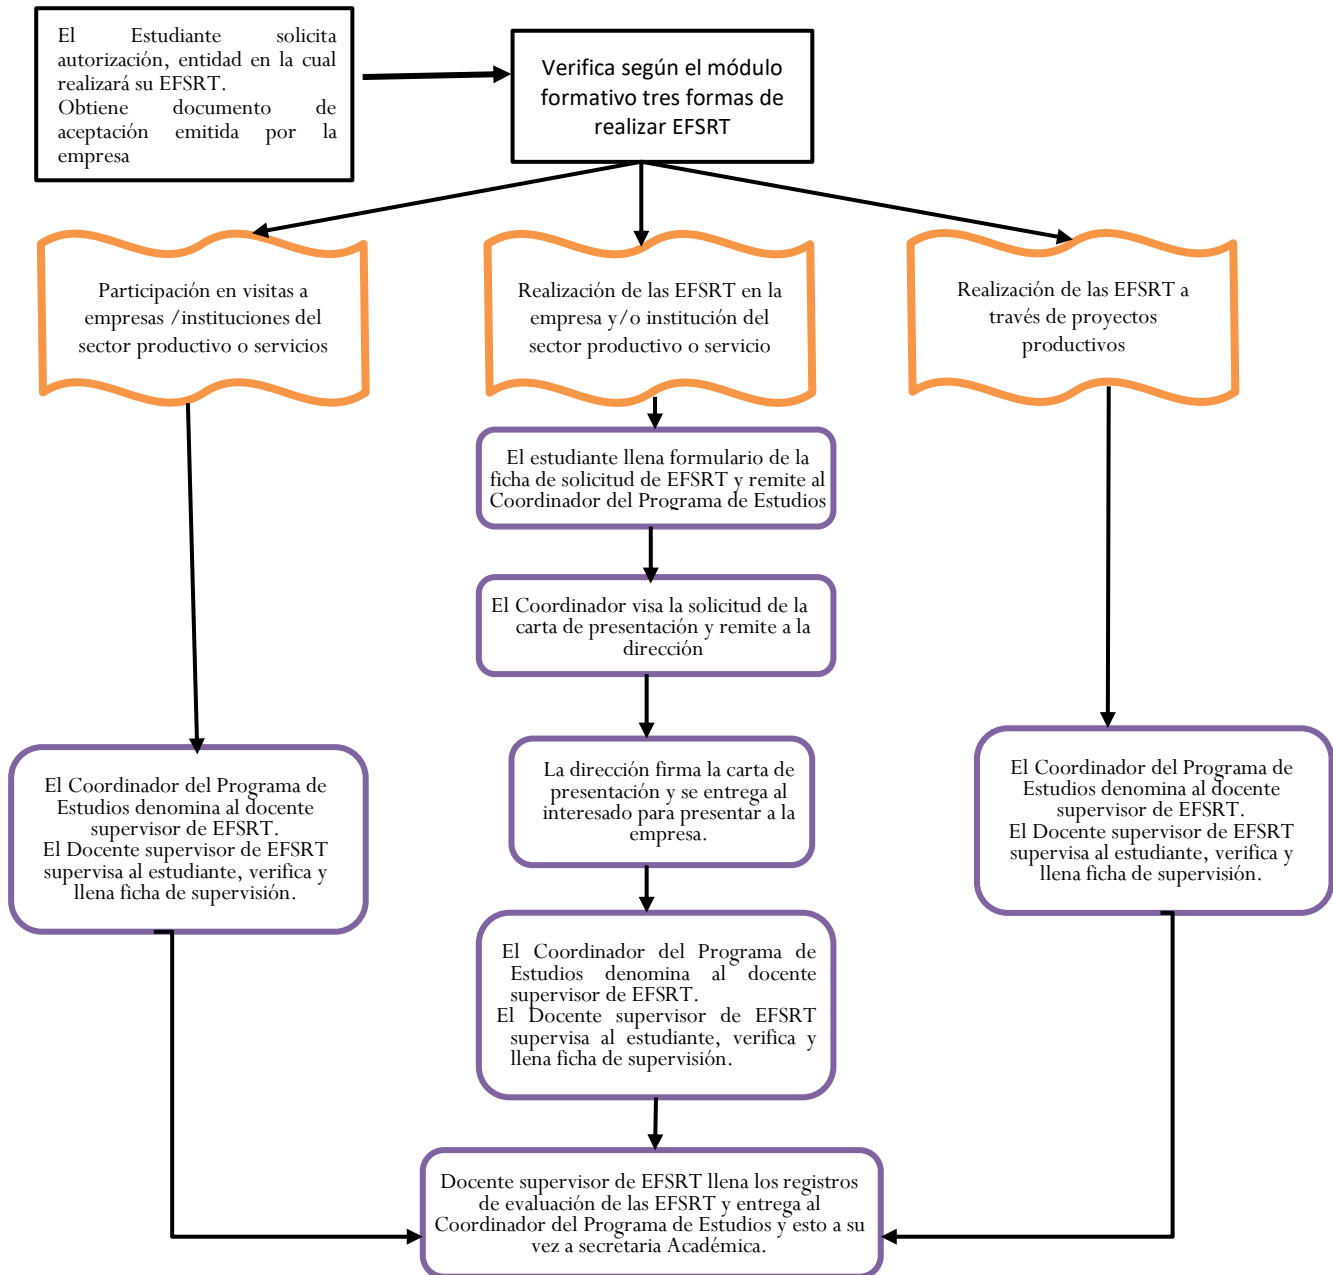 El Estudiante solicita
autorización, entidad en la cual
realizará su EFSRT.
Obtiene documento de
aceptación emitida por la
empresa
Verifica según el módulo
formativo tres formas de
realizar EFSRT
Participación en visitas a
empresas /instituciones del
sector productivo o servicios
Realización de las EFSRT en la
empresa y/o institución del
sector productivo o servicio
Realización de las EFSRT a
través de proyectos
productivos
El estudiante llena formulario de la
ficha de solicitud de EFSRT y remite al
Coordinador del Programa de Estudios
El Coordinador visa la solicitud de la
carta de presentación y remite a la
dirección
La dirección firma la carta de
presentación y se entrega al
interesado para presentar a la
empresa.
El Coordinador del Programa de
Estudios denomina al docente
supervisor de EFSRT.
El Docente supervisor de EFSRT
supervisa al estudiante, verifica y
llena ficha de supervisión.
El Coordinador del Programa de
Estudios denomina al docente
supervisor de EFSRT.
El Docente supervisor de EFSRT
supervisa al estudiante, verifica y
llena ficha de supervisión.
El Coordinador del Programa de
Estudios denomina al docente
supervisor de EFSRT.
El Docente supervisor de EFSRT
supervisa al estudiante, verifica y
llena ficha de supervisión.
Docente supervisor de EFSRT llena los registros
de evaluación de las EFSRT y entrega al
Coordinador del Programa de Estudios y esto a su
vez a secretaria Académica.